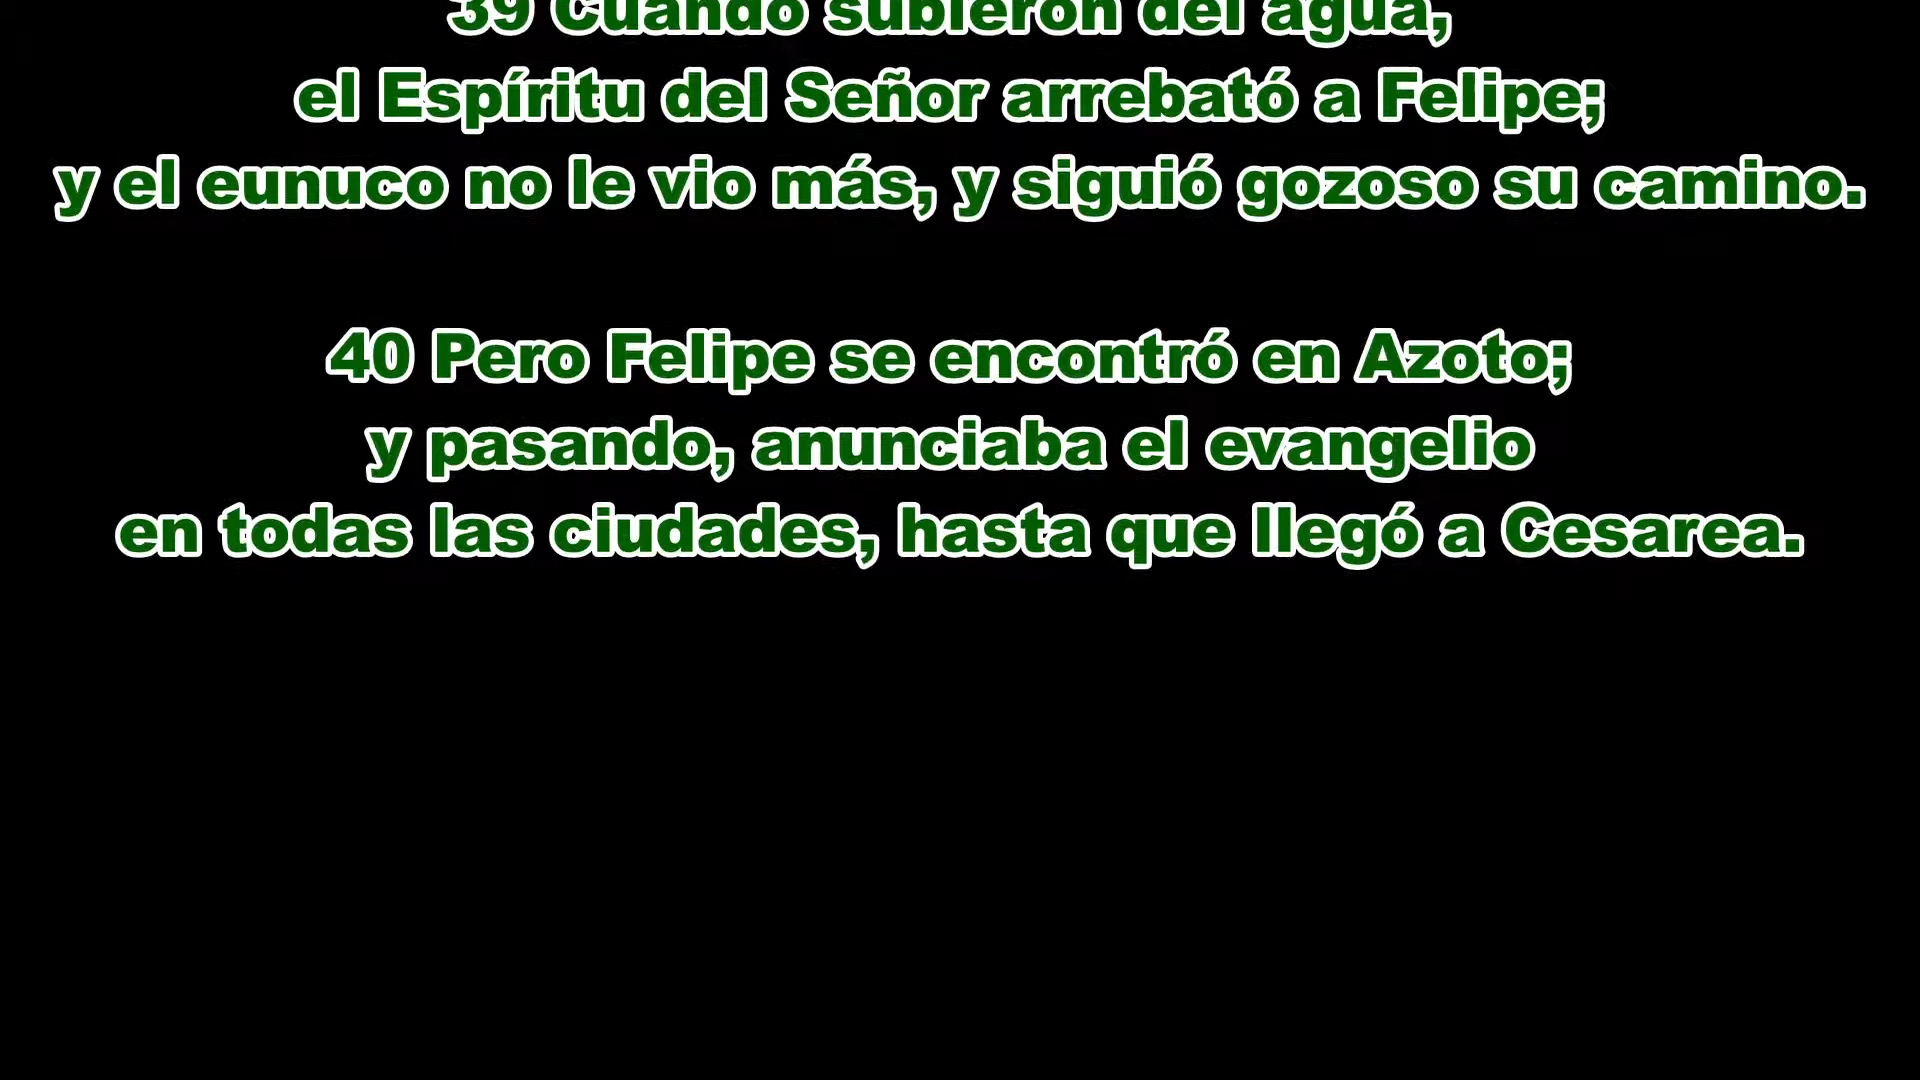 39 Cuando subieron del agua,
el Espíritu del Señor arrebató a Felipe;
y el eunuco no le vio más, y siguió gozoso su camino.
40 Pero Felipe se encontró en Azoto;
y pasando, anunciaba el evangelio
en todas las ciudades, hasta que llegó a Cesarea.